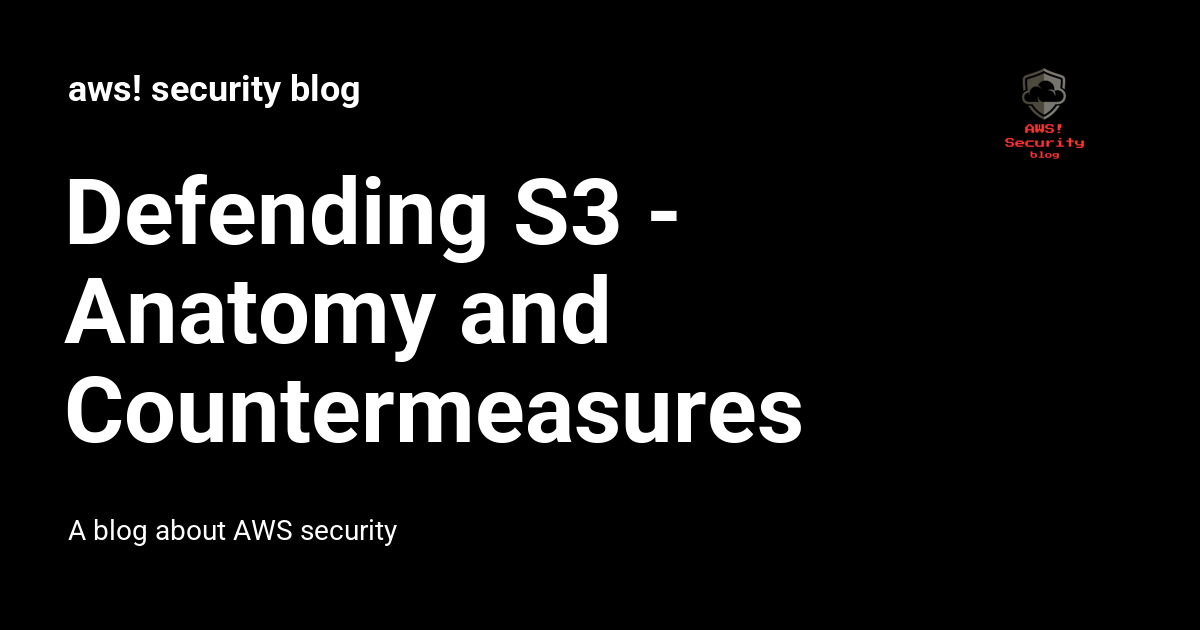 aws! security blog
AWS!
Security
blog
Defending S3 -
Anatomy and
Countermeasures
A blog about AWS security